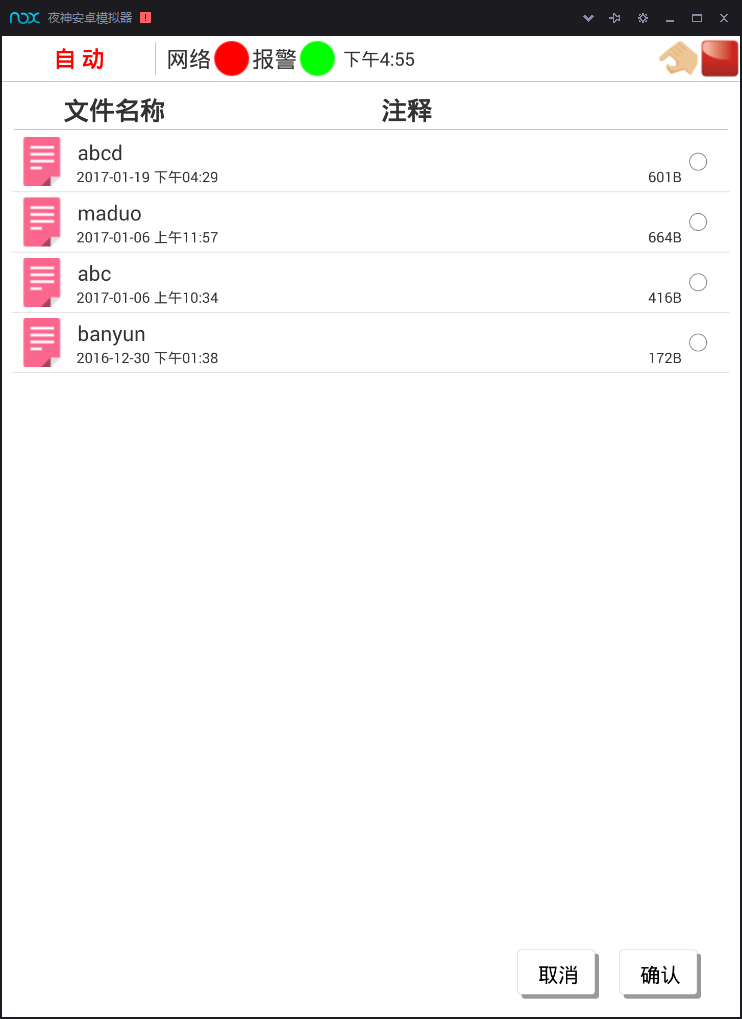 nox 夜神安卓模拟器 !
自动 网络 报警 下午4:55
文件名称 注释
abcd
2017-01-19 下午04:29 601B
maduo
2017-01-06 上午11:57 664B
abc
2017-01-06 上午10:34 416B
banyun
2016-12-30 下午01:38 172B
取消 确认